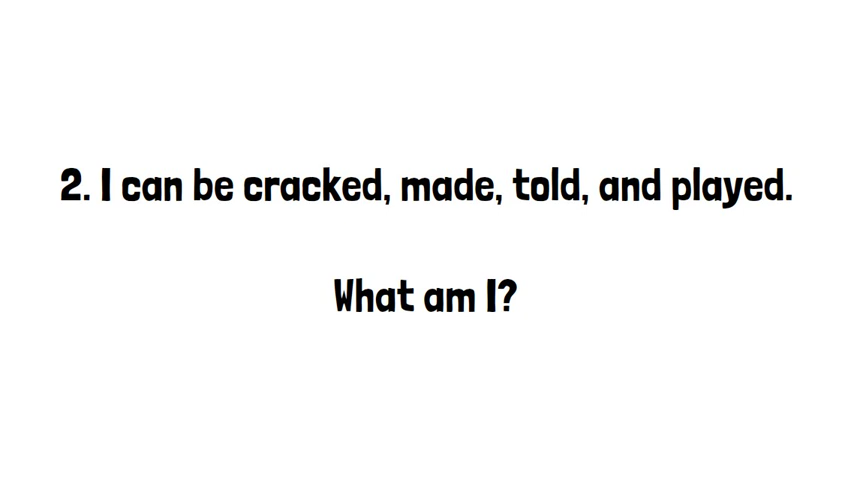 2. I can be cracked, made, told, and played.
What am I?